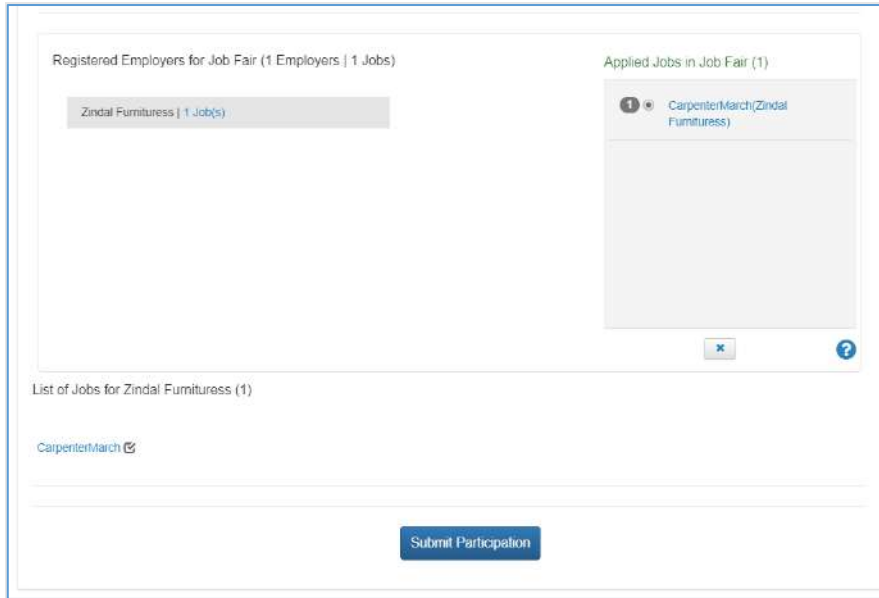 Registered Employers for Job Fair (1 Employers | 1 Jobs)
Zindal Furnituress | 1 Job(s)
Applied Jobs in Job Fair (1)
1 CarpenterMarch(Zindal
Furnituress)
?
List of Jobs for Zindal Furnituress (1)
CarpenterMarch
Submit Participation